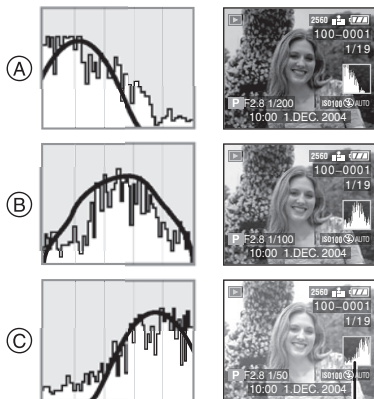 A
2560
100-0001
1/19
P F2.8 1/200 ISO100 AUTO
10:00 1.DEC. 2004
B
2560
100-0001
1/19
P F2.8 1/100 ISO100 AUTO
10:00 1.DEC. 2004
C
2560
100-0001
1/19
P F2.8 1/50 ISO100 AUTO
10:00 1.DEC. 2004